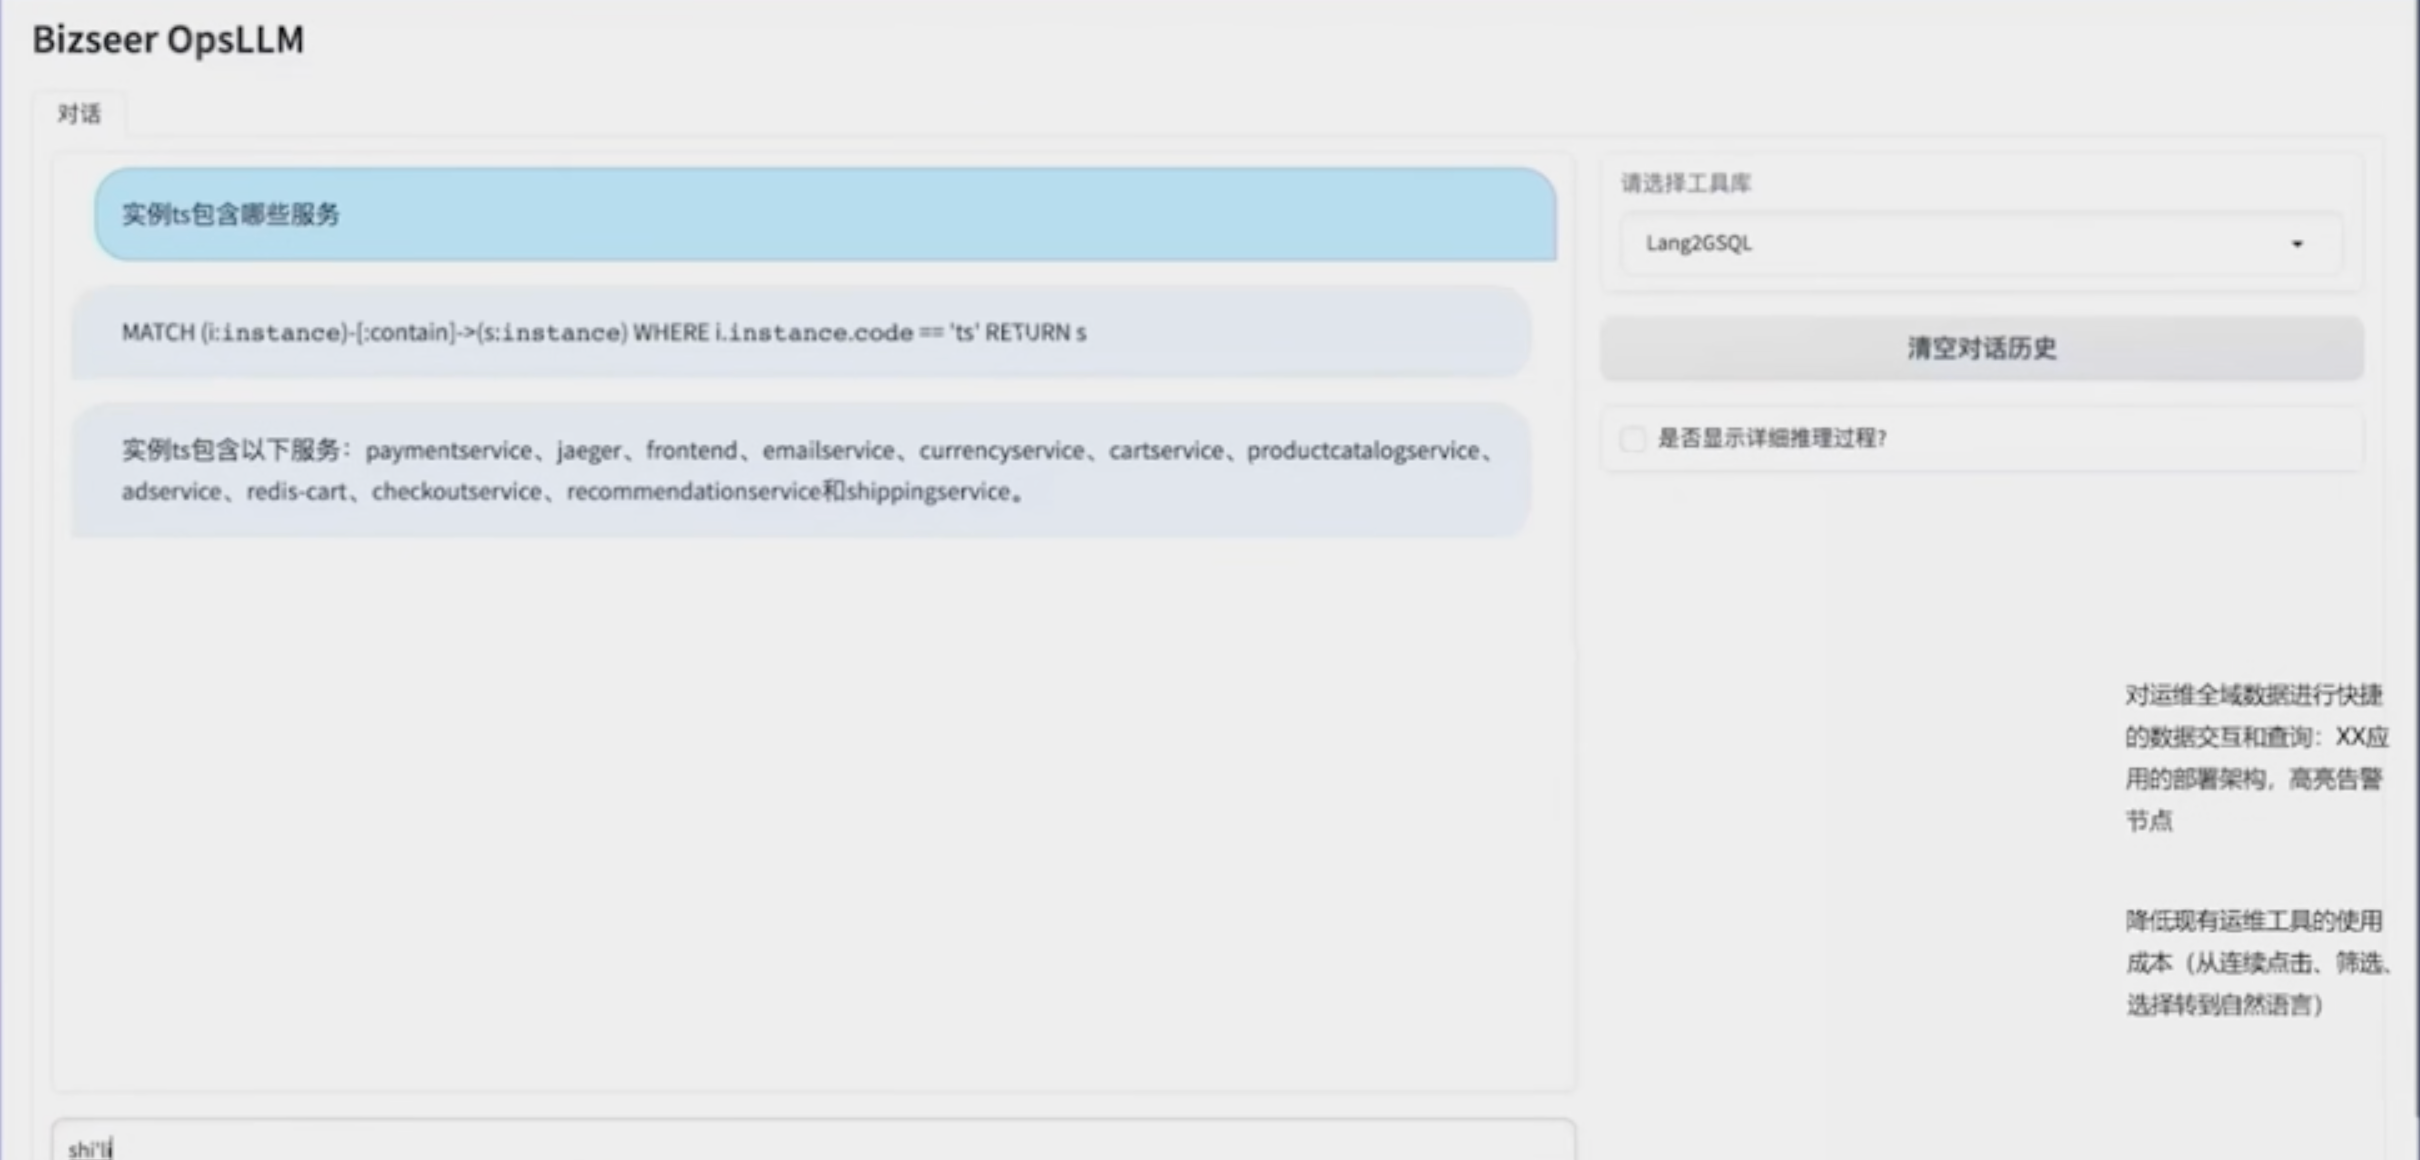 Bizseer OpsLLM
对话
实例ts包含哪些服务
MATCH (i:instance)-[:contain]->(s:instance) WHERE i.instance.code == 'ts' RETURN s
实例ts包含以下服务：paymentservice、jaeger、frontend、emailservice、currencyservice、cartservice、productcatalogservice、
adservice、redis-cart、checkoutservice、recommendationservice和shippingservice。
shi'li
请选择工具库
Lang2GSQL
清空对话历史
是否显示详细推理过程?
对运维全域数据进行快捷
的数据交互和查询：XX应
用的部署架构，高亮告警
节点
降低现有运维工具的使用
成本（从连续点击、筛选、
选择转到自然语言）